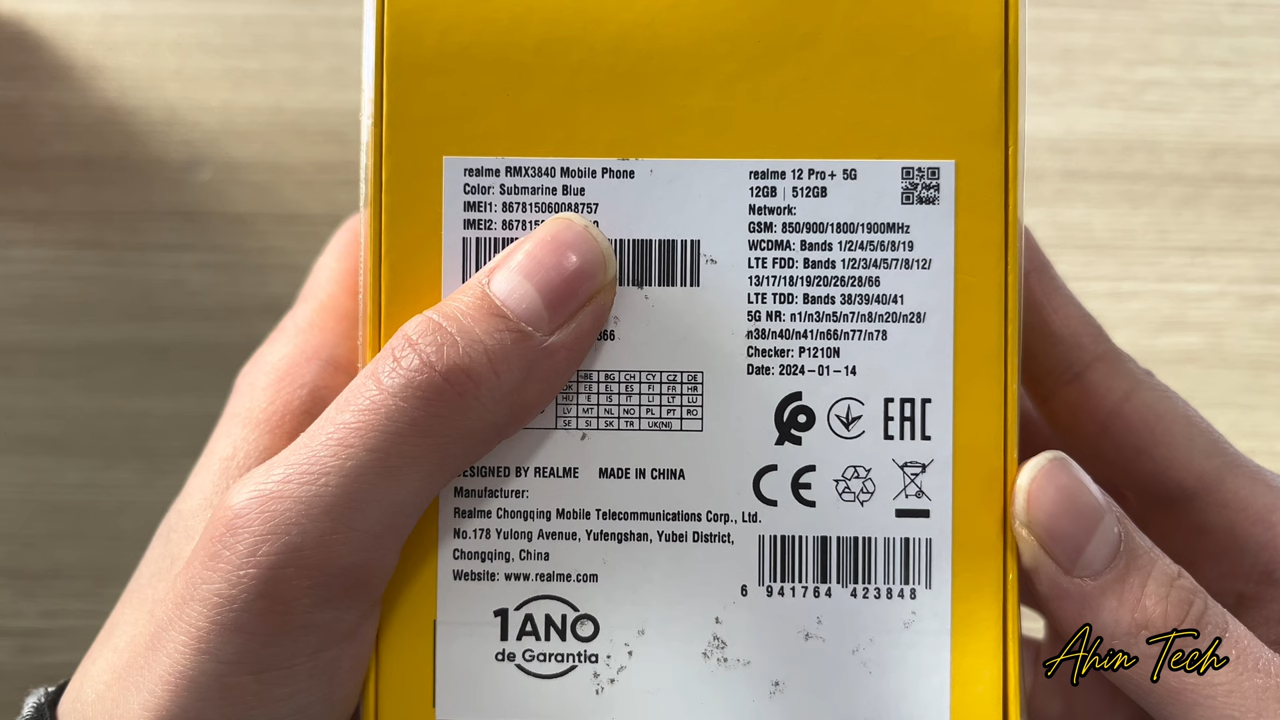 realme RMX3840 Mobile Phone
Color: Submarine Blue
IMEI1: 867815060088757
IMEI2:
366
BE BG CH CY CZ DE
DK EE EL ES FI FR HR
HU IE IS IT LI LT LU
LV MT NL NO PL PT RO
SE SI SK TR UK(NI)
DESIGNED BY REALME MADE IN CHINA
Manufacturer:
Realme Chongqing Mobile Telecommunications Corp., Ltd.
No.178 Yulong Avenue, Yufengshan, Yubei District,
Chongqing, China
Website: www.realme.com
1 ANO
de Garantia
realme 12 Pro+ 5G
12GB | 512GB
Network:
GSM: 850/900/1800/1900MHz
WCDMA: Bands 1/2/4/5/6/8/19
LTE FDD: Bands 1/2/3/4/5/7/8/12/
13/17/18/19/20/26/28/66
LTE TDD: Bands 38/39/40/41
5G NR: n1/n3/n5/n7/n8/n20/n28/
n38/n40/n41/n66/n77/n78
Checker: P1210N
Date: 2024-01-14
EAC
CE
6 941764 423848
Ahin Tech